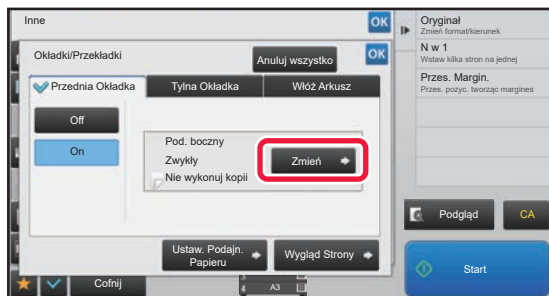 Inne
OK
Okładki/Przekładki
Anuluj wszystko
OK
Przednia Okładka
Tylna Okładka
Włóż Arkusz
Off
On
Pod. boczny
Zwykły
Nie wykonuj kopii
Zmień
Ustaw. Podajn.
Papieru
Wygląd Strony
Cofnij
4 A3
Oryginał
Zmień format/kierunek
N w 1
Wstaw kilka stron na jednej
Przes. Margin.
Przes. pozyc. tworząc margines
Podgląd
CA
Start